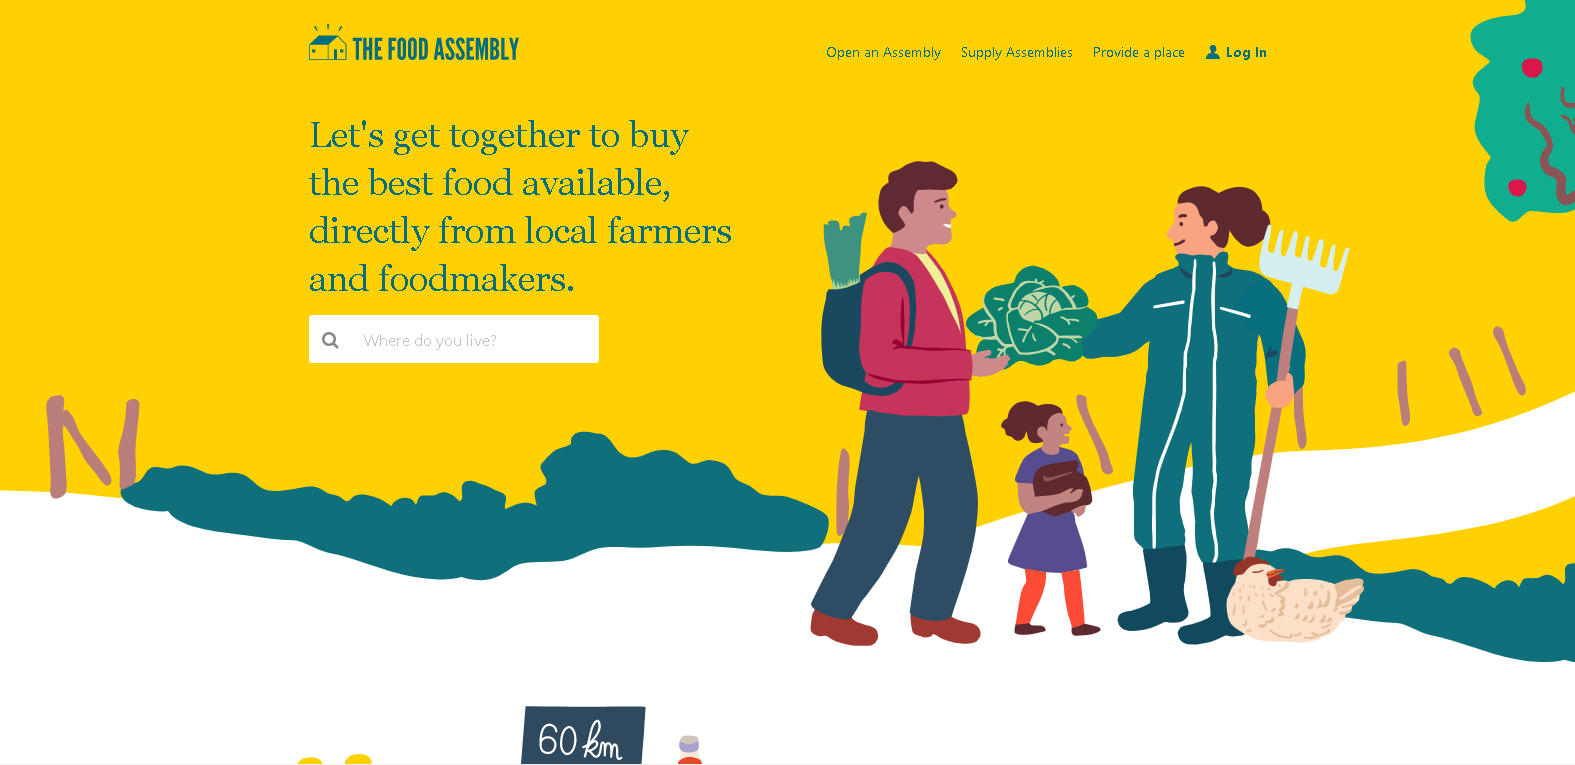 THE FOOD ASSEMBLY
Open an Assembly
Supply Assemblies
Provide a place
Log In
Let's get together to buy
the best food available,
directly from local farmers
and foodmakers.
Where do you live?
60 km